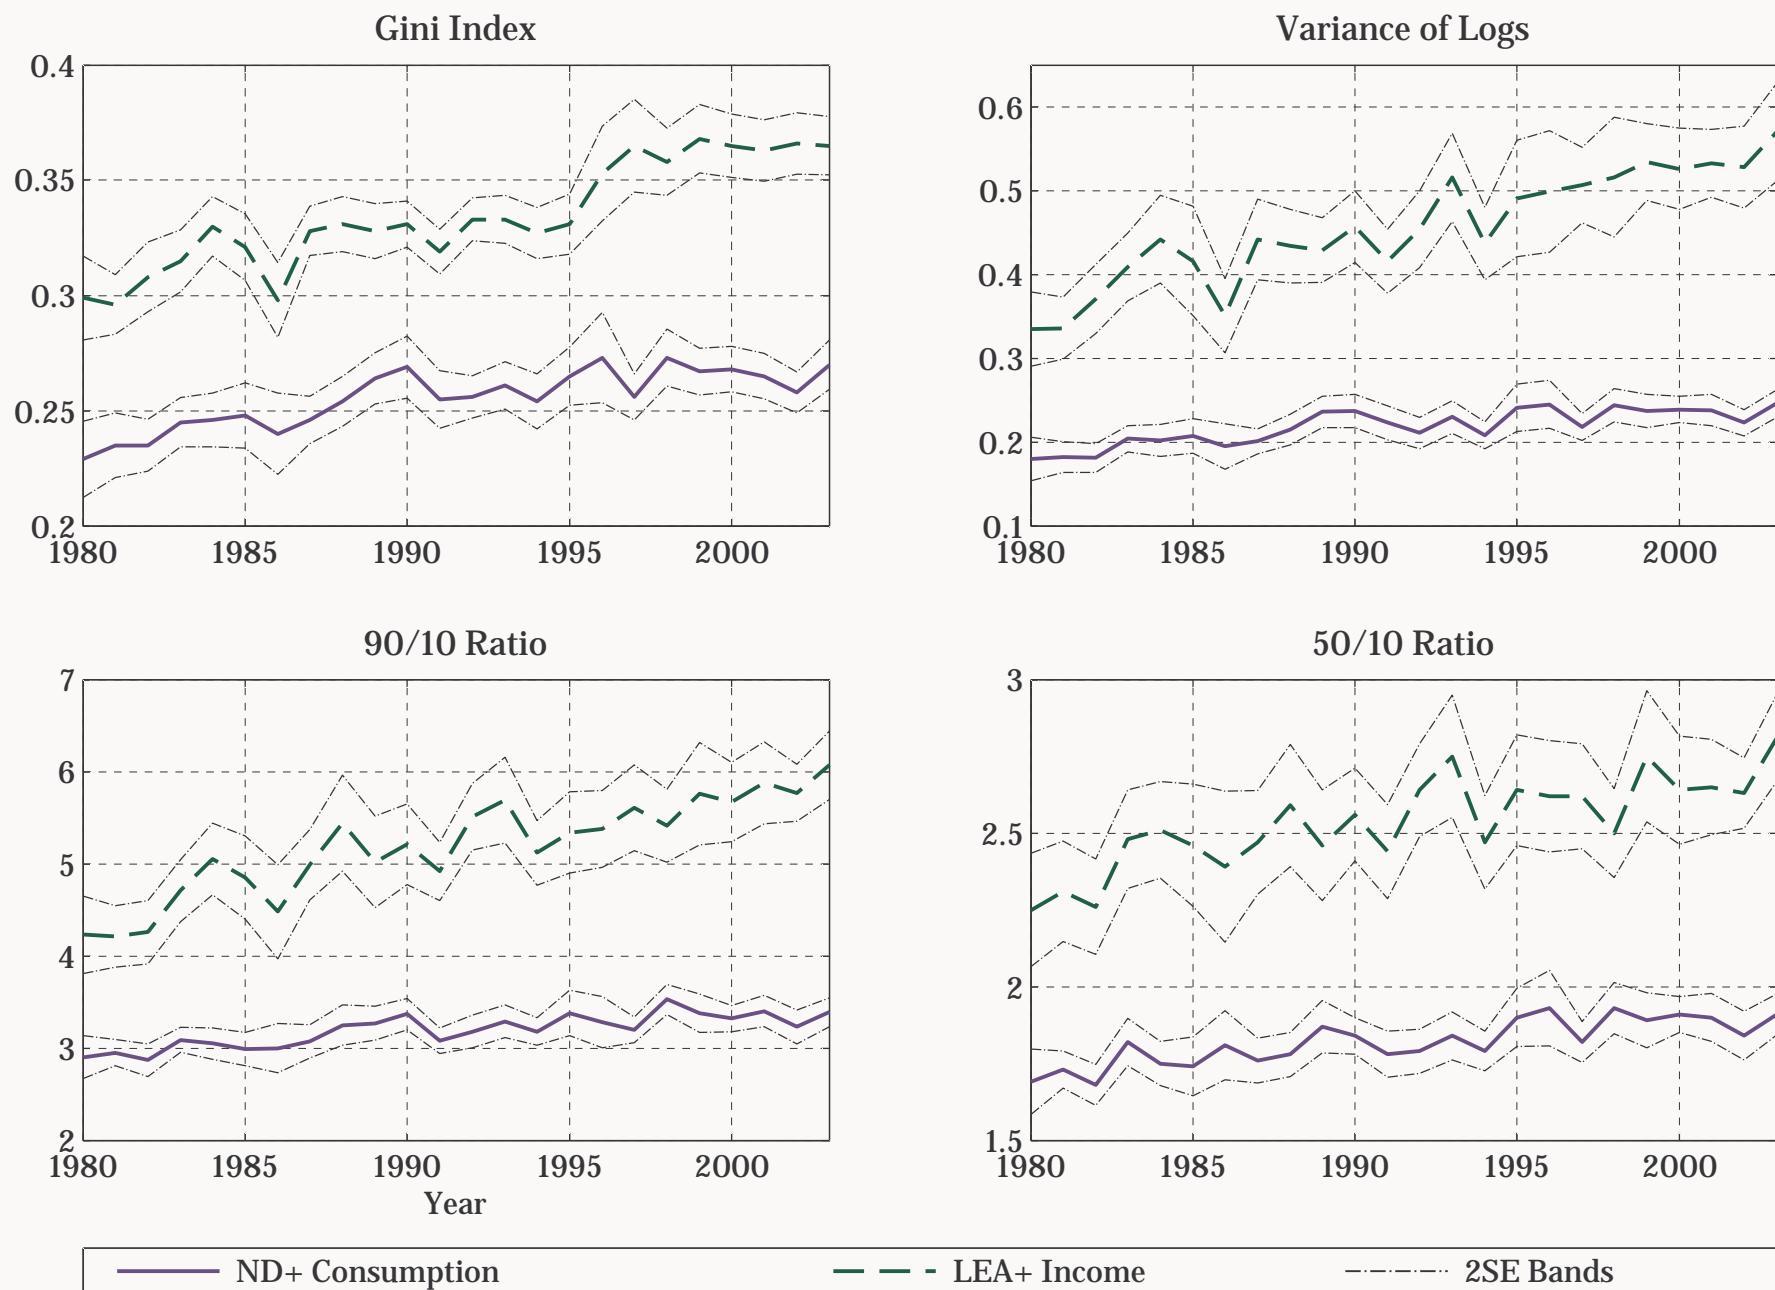 Gini Index
0.4
0.35
0.3
0.25
0.2
1980 1985 1990 1995 2000
Variance of Logs
0.6
0.5
0.4
0.3
0.2
0.1
1980 1985 1990 1995 2000
90/10 Ratio
7
6
5
4
3
2
1980 1985 1990 1995 2000
Year
50/10 Ratio
3
2.5
2
1.5
1980 1985 1990 1995 2000
ND+ Consumption LEA+ Income 2SE Bands